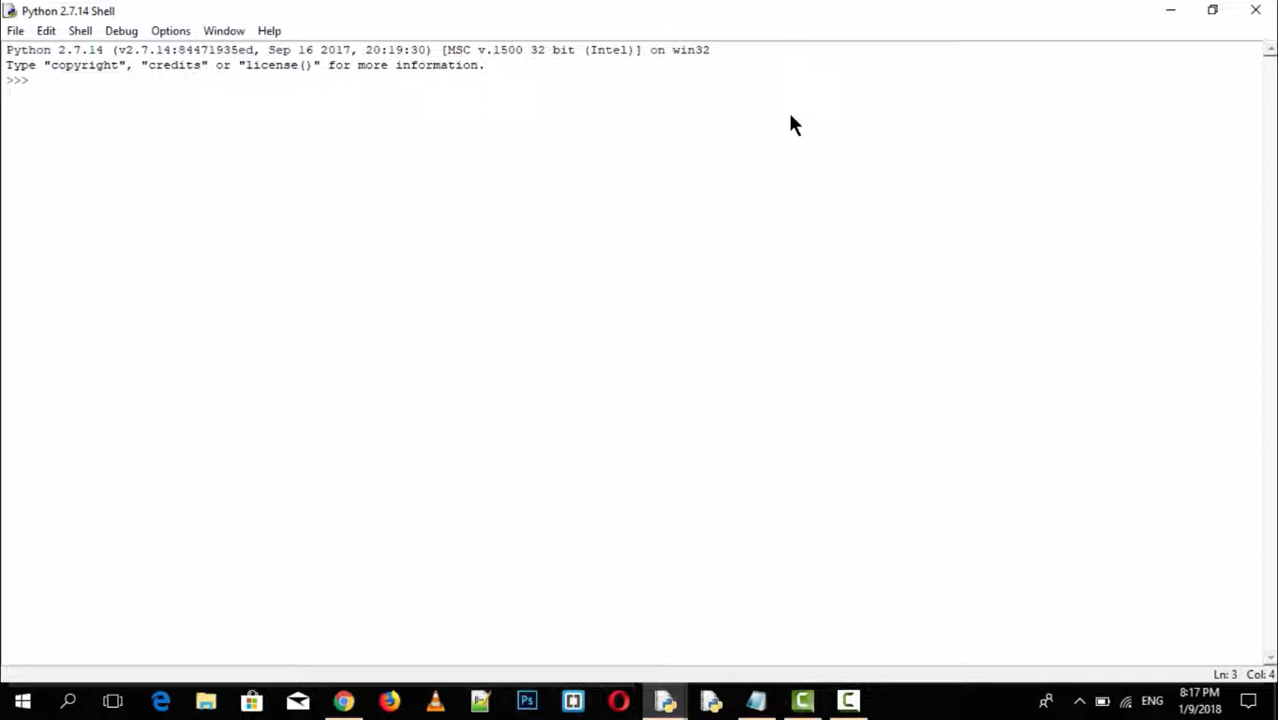 Python 2.7.14 Shell
File Edit Shell Debug Options Window Help
Python 2.7.14 (v2.7.14:84471935ed, Sep 16 2017, 20:19:30) [MSC v.1500 32 bit (Intel)] on win32
Type "copyright", "credits" or "license()" for more information.
>>>
Ln: 3 Col: 4
Ps
ENG
8:17 PM
1/9/2018